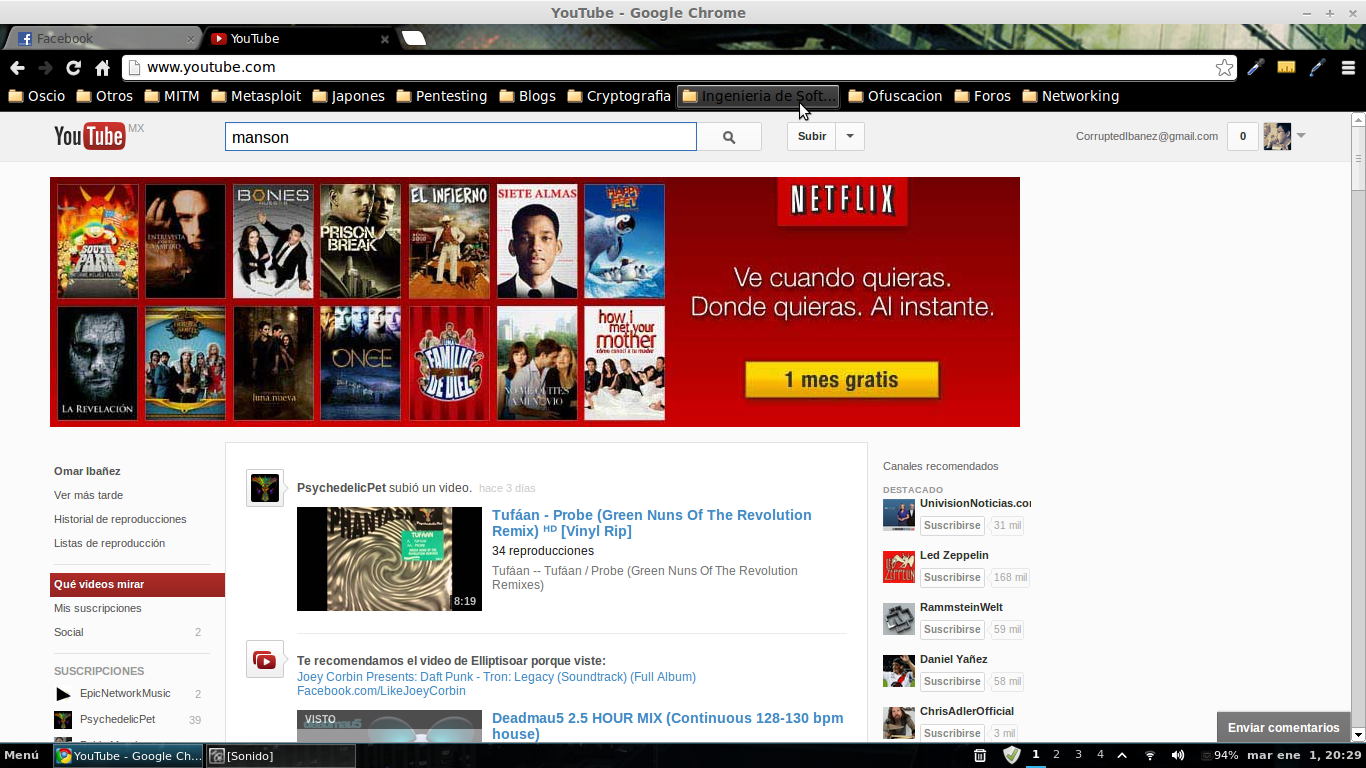 YouTube - Google Chrome
Facebook
YouTube
www.youtube.com
Oscio Otros MITM Metasploit Japones Pentesting Blogs Cryptografia Ingenieria de Soft... Ofuscacion Foros Networking
YouTube MX
manson
Subir
CorruptedIbanez@gmail.com
0
SOUTH PARK
ENTREVISTA
BONES
PRISON BREAK
EL INFIERNO
SIETE ALMAS
HAPPY FEET
LA REVELACIÓN
luna nueva
ONCE
UNA FAMILIA DE DIEZ
NO ME QUITES A MI NOVIO
how i met your mother
NETFLIX
Ve cuando quieras.
Donde quieras. Al instante.
1 mes gratis
Omar Ibañez
Ver más tarde
Historial de reproducciones
Listas de reproducción
Qué videos mirar
Mis suscripciones
Social 2
SUSCRIPCIONES
EpicNetworkMusic 2
PsychedelicPet 39
PsychedelicPet subió un video. hace 3 días
PHANTASM
TUFÁAN
8:19
Tufáan - Probe (Green Nuns Of The Revolution
Remix) ᴴᴰ [Vinyl Rip]
34 reproducciones
Tufáan -- Tufáan / Probe (Green Nuns Of The Revolution
Remixes)
Te recomendamos el video de Elliptisoar porque viste:
Joey Corbin Presents: Daft Punk - Tron: Legacy (Soundtrack) (Full Album)
Facebook.com/LikeJoeyCorbin
VISTO
deadmau5
Deadmau5 2.5 HOUR MIX (Continuous 128-130 bpm
house)
Canales recomendados
DESTACADO
UnivisionNoticias.co
Suscribirse 31 mil
Led Zeppelin
Suscribirse 168 mil
RammsteinWelt
Suscribirse 59 mil
Daniel Yañez
Suscribirse 58 mil
ChrisAdlerOfficial
Suscribirse 3 mil
Enviar comentarios
Menú
YouTube - Google Ch...
[Sonido]
1 2 3 4
94% mar ene 1, 20:29